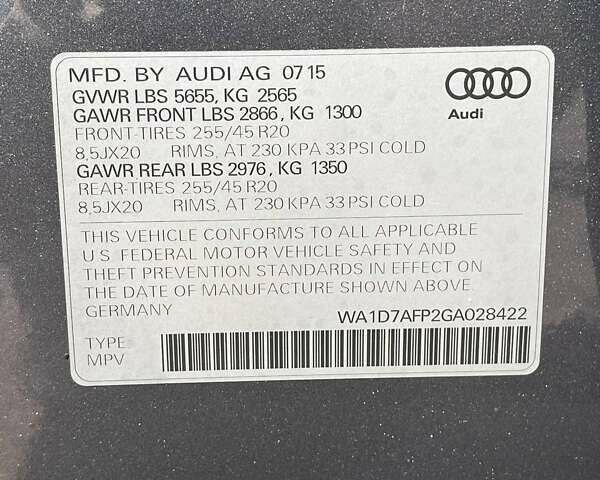 MFD. BY AUDI AG 07 15
GVWR LBS 5655, KG 2565
GAWR FRONT LBS 2866, KG 1300
FRONT-TIRES 255/45 R20
8,5JX20 RIMS, AT 230 KPA 33 PSI COLD
GAWR REAR LBS 2976, KG 1350
REAR-TIRES 255/45 R20
8,5JX20 RIMS, AT 230 KPA 33 PSI COLD
Audi
THIS VEHICLE CONFORMS TO ALL APPLICABLE
U.S FEDERAL MOTOR VEHICLE SAFETY AND
THEFT PREVENTION STANDARDS IN EFFECT ON
THE DATE OF MANUFACTURE SHOWN ABOVE.
GERMANY WA1D7AFP2GA028422
TYPE
MPV